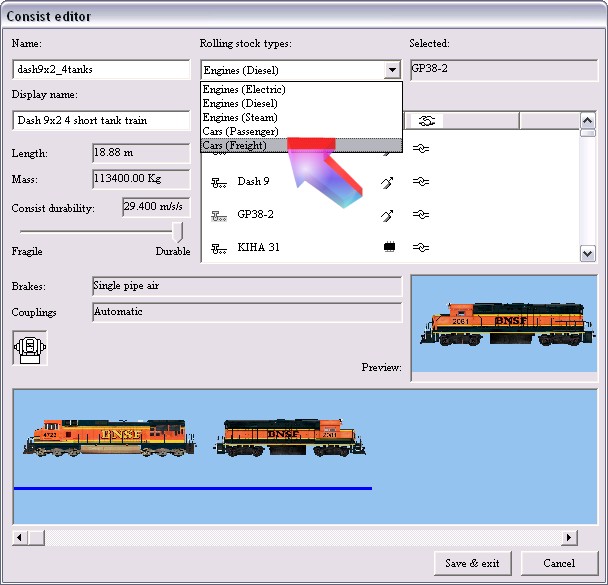 Consist editor
Name:
Rolling stock types:
Selected:
dash9x2_4tanks
Engines (Diesel)
GP38-2
Display name:
Engines (Electric)
Engines (Diesel)
Engines (Steam)
Cars (Passenger)
Cars (Freight)
Dash 9x2 4 short tank train
Length:
18.88 m
Mass:
113400.00 Kg
Consist durability:
29.400 m/s/s
Fragile
Durable
Dash 9
GP38-2
KIHA 31
Brakes:
Single pipe air
Couplings
Automatic
Preview:
2061
BNSF
4723
BNSF
BNSF
Save & exit
Cancel